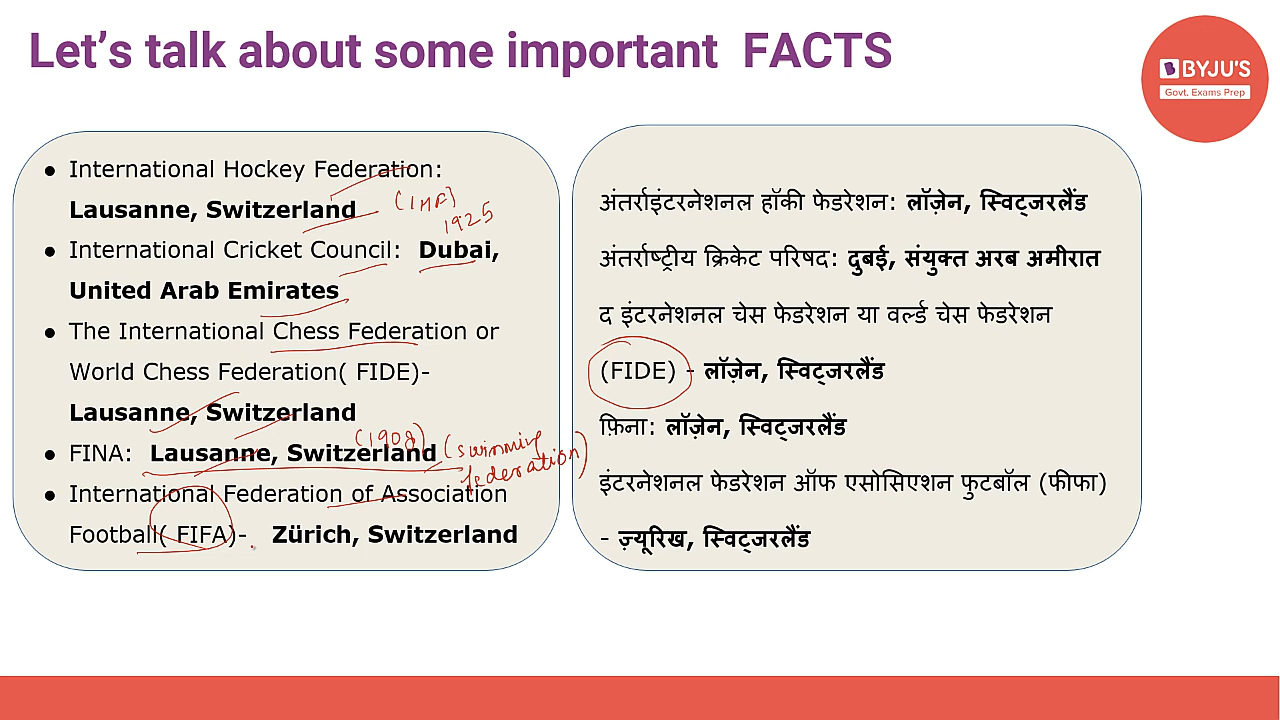 Let's talk about some important FACTS
BYJU'S
Govt. Exams Prep
● International Hockey Federation:
Lausanne, Switzerland (IHF)
1925
● International Cricket Council: Dubai,
United Arab Emirates
● The International Chess Federation or
World Chess Federation( FIDE)-
Lausanne, Switzerland
(1908)
● FINA: Lausanne, Switzerland (swimming
federation)
● International Federation of Association
Football( FIFA)- Zürich, Switzerland
अंतर्राइंटरनेशनल हॉकी फेडरेशन: लॉज़ेन, स्विट्जरलैंड
अंतर्राष्ट्रीय क्रिकेट परिषद: दुबई, संयुक्त अरब अमीरात
द इंटरनेशनल चेस फेडरेशन या वर्ल्ड चेस फेडरेशन
(FIDE) - लॉज़ेन, स्विट्जरलैंड
फ़िना: लॉज़ेन, स्विट्जरलैंड
इंटरनेशनल फेडरेशन ऑफ एसोसिएशन फुटबॉल (फीफा)
- ज़्यूरिख, स्विट्जरलैंड